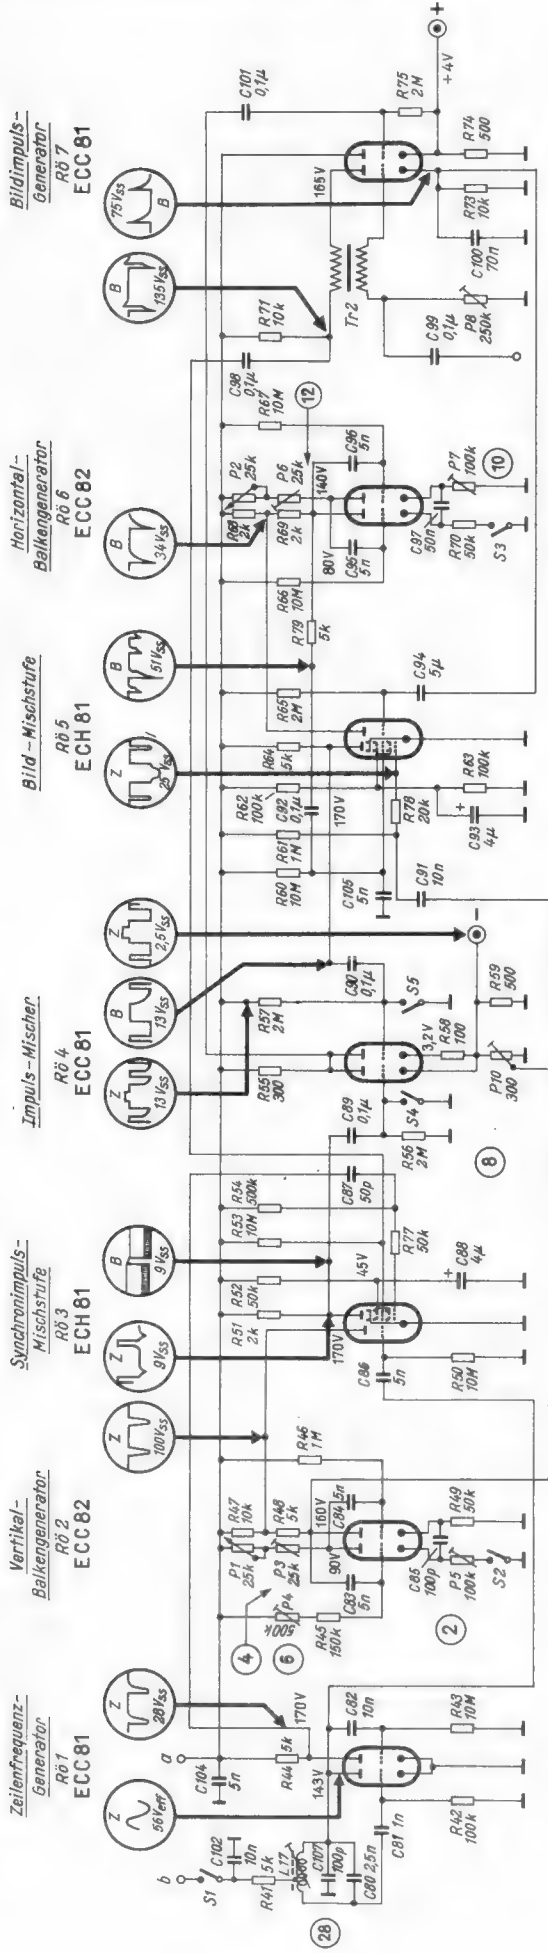 Zeilenfrequenz-
Generator
Rö 1
ECC 81
Vertikal-
Balkengenerator
Rö 2
ECC 82
Synchronimpuls-
Mischstufe
Rö 3
ECH 81
Impuls-Mischer
Rö 4
ECC 81
Bild-Mischstufe
Rö 5
ECH 81
Horizontal-
Balkengenerator
Rö 6
ECC 82
Bildimpuls-
Generator
Rö 7
ECC 81
Z
56Veff
Z
28Vss
Z
100Vss
Z
9Vss
B
9Vss
Z
13Vss
B
13Vss
Z
2,5Vss
Z
25Vss
B
51Vss
B
34Vss
B
135Vss
B
75Vss
b
S1
C102
10n
R41
5k
L17
C107
100p
C80 2,5n
28
a
C104
5n
R44
5k
170V
143V
C82
10n
C81 1n
R42
100k
R43
10M
4
6
P1
25k
R47
10k
P3
25k
R48
5k
P4
500k
R45
150k
R46
1M
160V
90V
C83
5n
C84
5n
C85
100p
P5
100k
R49
50k
S2
2
R51
2k
R52
50k
R53
10M
R54
500k
170V
45V
C86
5n
R50
10M
R77
50k
C88
4µ
+
C87
50p
C89
0,1µ
R55
300
R57
2M
C90
0,1µ
S4
R56
2M
S5
3,2V
R58
100
P10
300
R59
500
8
-
R60
10M
R61
1M
R62
100k
C92
0,1µ
R64
5k
R65
2M
170V
C105
5n
R78
20k
C91
10n
C93
4µ
+
R63
100k
C94
5µ
R79
5k
R66
10M
R68
2k
P2
25k
R69
2k
P6
25k
R67
10M
12
80V
140V
C95
5n
C96
5n
C97
50n
R70
50k
P7
100k
S3
10
C98
0,1µ
R71
10k
Tr2
165V
C99
0,1µ
P8
250k
C100
70n
R73
10k
R74
500
R75
2M
C101
0,1µ
+4V
+